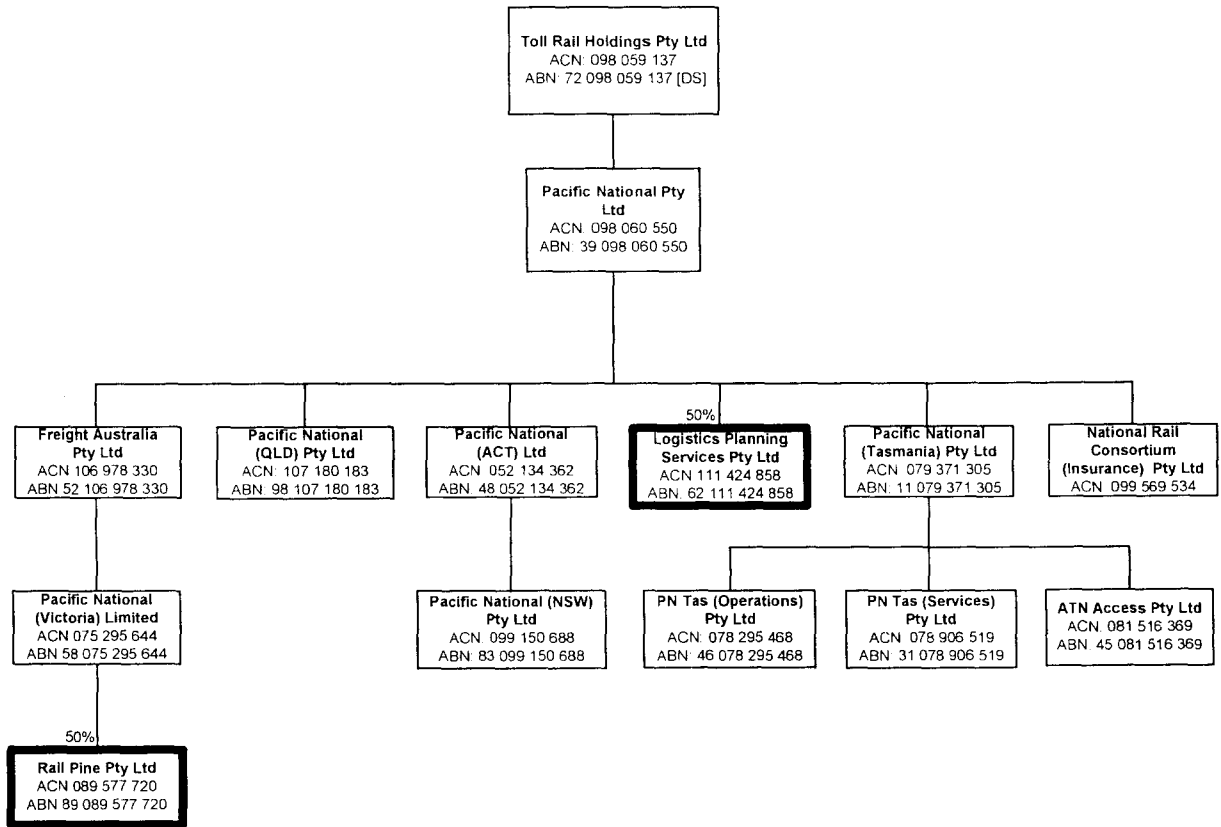 Toll Rail Holdings Pty Ltd
ACN: 098 059 137
ABN: 72 098 059 137 [DS]
Pacific National Pty
Ltd
ACN: 098 060 550
ABN: 39 098 060 550
Freight Australia
Pty Ltd
ACN 106 978 330
ABN 52 106 978 330
Pacific National
(QLD) Pty Ltd
ACN: 107 180 183
ABN: 98 107 180 183
Pacific National
(ACT) Ltd
ACN: 052 134 362
ABN: 48 052 134 362
50%
Logistics Planning
Services Pty Ltd
ACN 111 424 858
ABN: 62 111 424 858
Pacific National
(Tasmania) Pty Ltd
ACN: 079 371 305
ABN: 11 079 371 305
National Rail
Consortium
(Insurance) Pty Ltd
ACN: 099 569 534
Pacific National
(Victoria) Limited
ACN 075 295 644
ABN 58 075 295 644
Pacific National (NSW)
Pty Ltd
ACN: 099 150 688
ABN: 83 099 150 688
PN Tas (Operations)
Pty Ltd
ACN: 078 295 468
ABN: 46 078 295 468
PN Tas (Services)
Pty Ltd
ACN: 078 906 519
ABN: 31 078 906 519
ATN Access Pty Ltd
ACN: 081 516 369
ABN: 45 081 516 369
50%
Rail Pine Pty Ltd
ACN 089 577 720
ABN 89 089 577 720